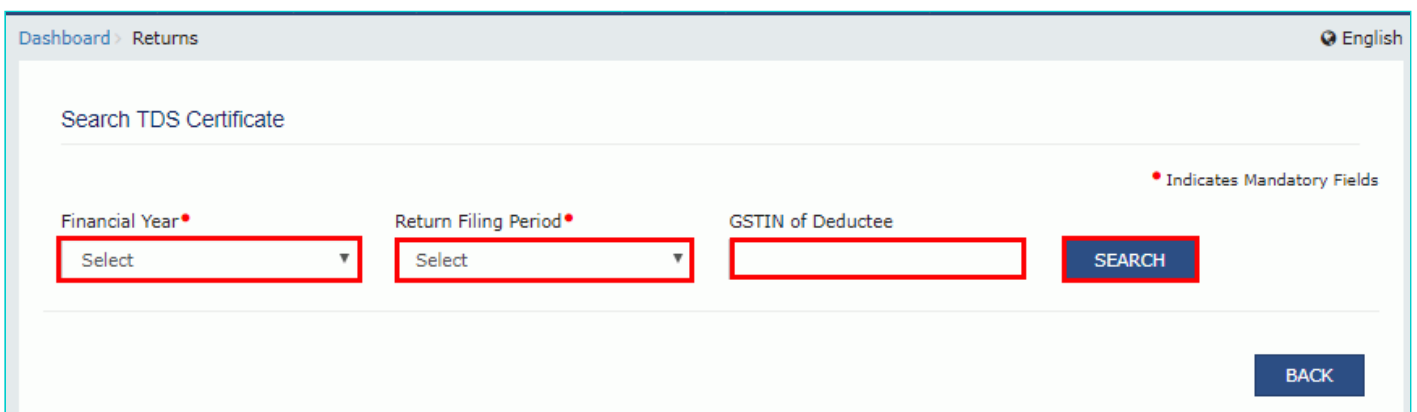 Dashboard > Returns English
Search TDS Certificate
• Indicates Mandatory Fields
Financial Year• Return Filing Period• GSTIN of Deductee
Select Select SEARCH
BACK